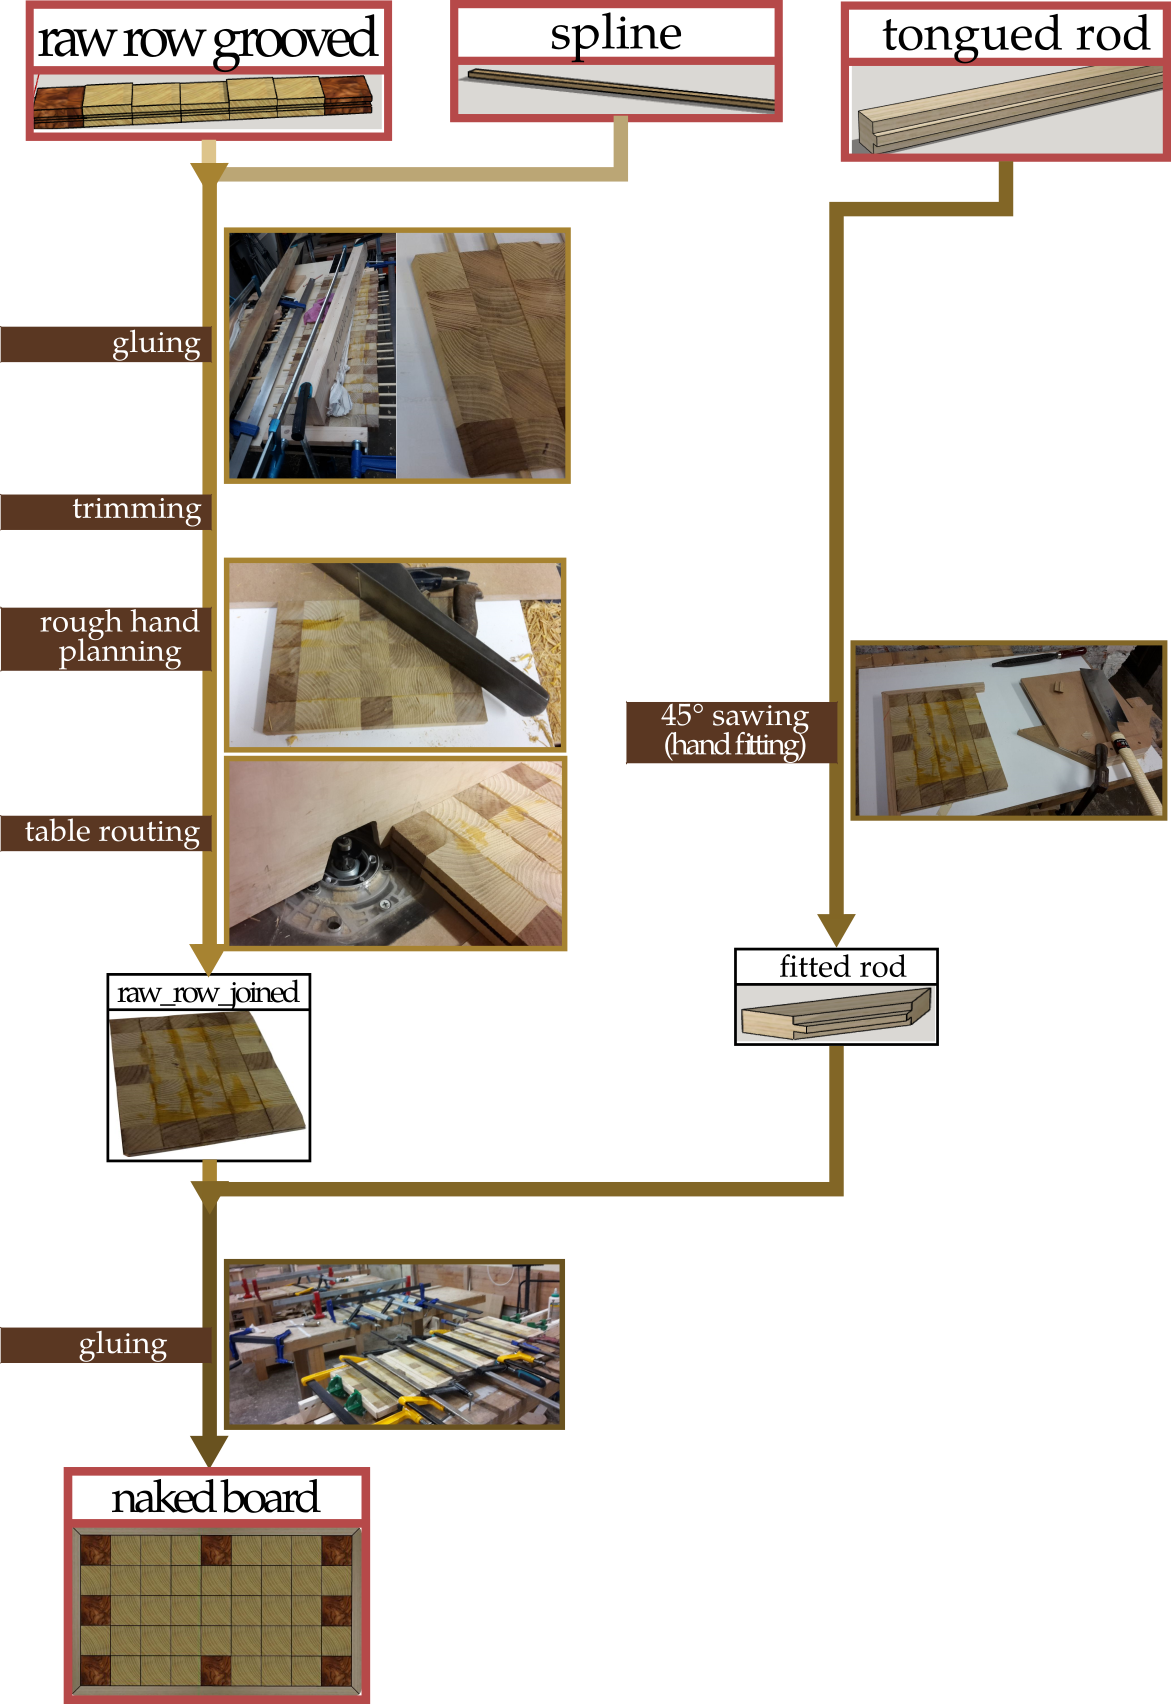 raw row grooved
spline
tongued rod
gluing
trimming
rough hand
planning
45° sawing
(hand fitting)
table routing
fitted rod
raw_row_joined
gluing
naked board